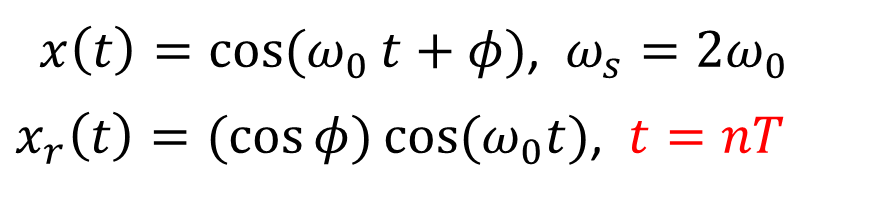 x(t) = cos(ω₀ t + ϕ), ωₛ = 2ω₀
xᵣ(t) = (cos ϕ) cos(ω₀t), t = nT